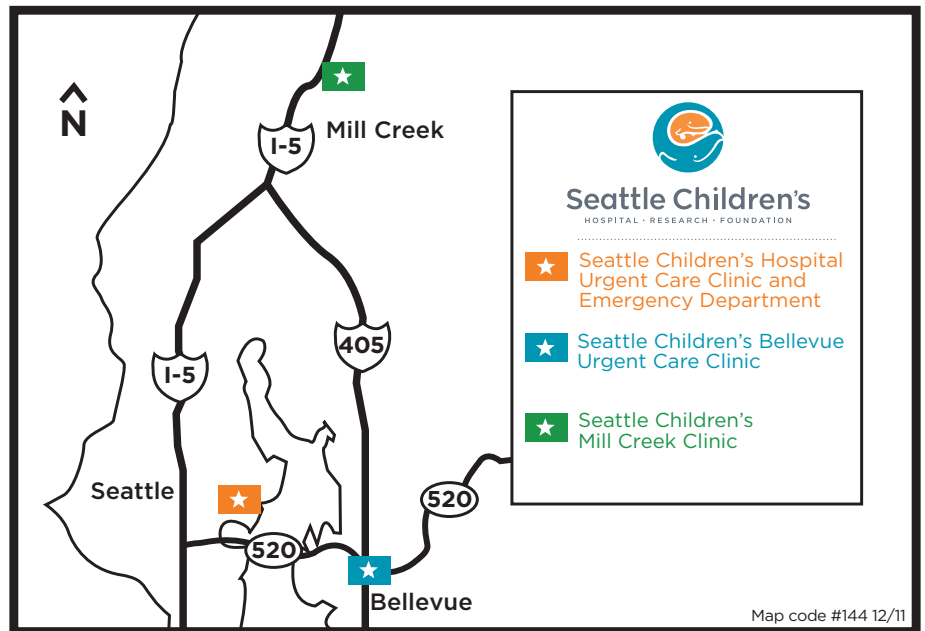 N
Mill Creek
I-5
405
I-5
Seattle
520
520
Bellevue
Seattle Children's
HOSPITAL · RESEARCH · FOUNDATION
Seattle Children's Hospital
Urgent Care Clinic and
Emergency Department
Seattle Children's Bellevue
Urgent Care Clinic
Seattle Children's
Mill Creek Clinic
Map code #144 12/11